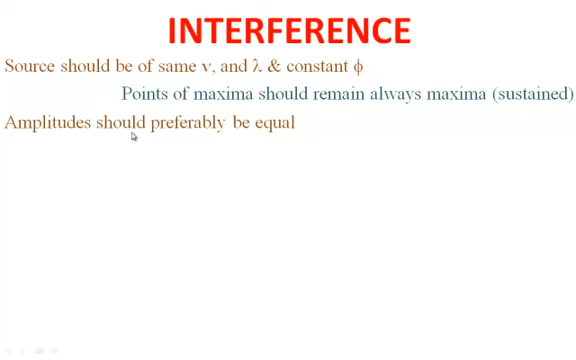 INTERFERENCE
Source should be of same ν, and λ & constant ϕ
Points of maxima should remain always maxima (sustained)
Amplitudes should preferably be equal